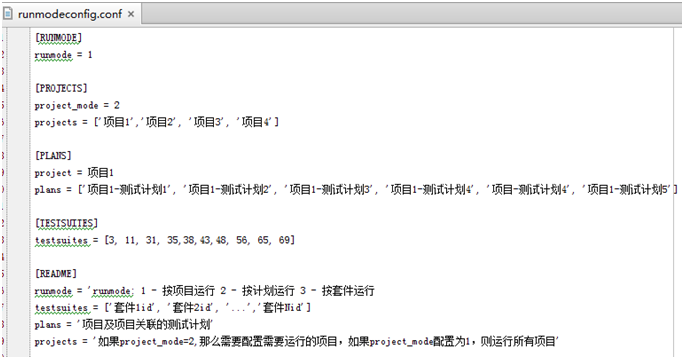 runmodeconfig.conf ×
[RUNMODE]
runmode = 1
[PROJECTS]
project_mode = 2
projects = ['项目1','项目2', '项目3', '项目4']
[PLANS]
project = 项目1
plans = ['项目1-测试计划1', '项目1-测试计划2', '项目1-测试计划3', '项目1-测试计划4', '项目-测试计划4', '项目1-测试计划5']
[TESTSUITES]
testsuites = [3, 11, 31, 35,38,43,48, 56, 65, 69]
[README]
runmode = 'runmode: 1 - 按项目运行 2 - 按计划运行 3 - 按套件运行
testsuites = ['套件1id', '套件2id', '...','套件Nid']
plans = '项目及项目关联的测试计划'
projects = '如果project_mode=2,那么需要配置需要运行的项目，如果project_mode配置为1，则运行所有项目'